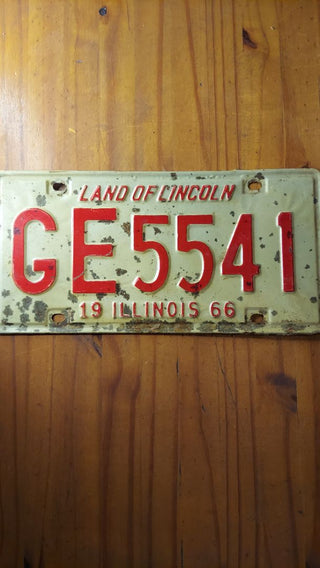 LAND OF LINCOLN
GE5541
19 ILLINOIS 66